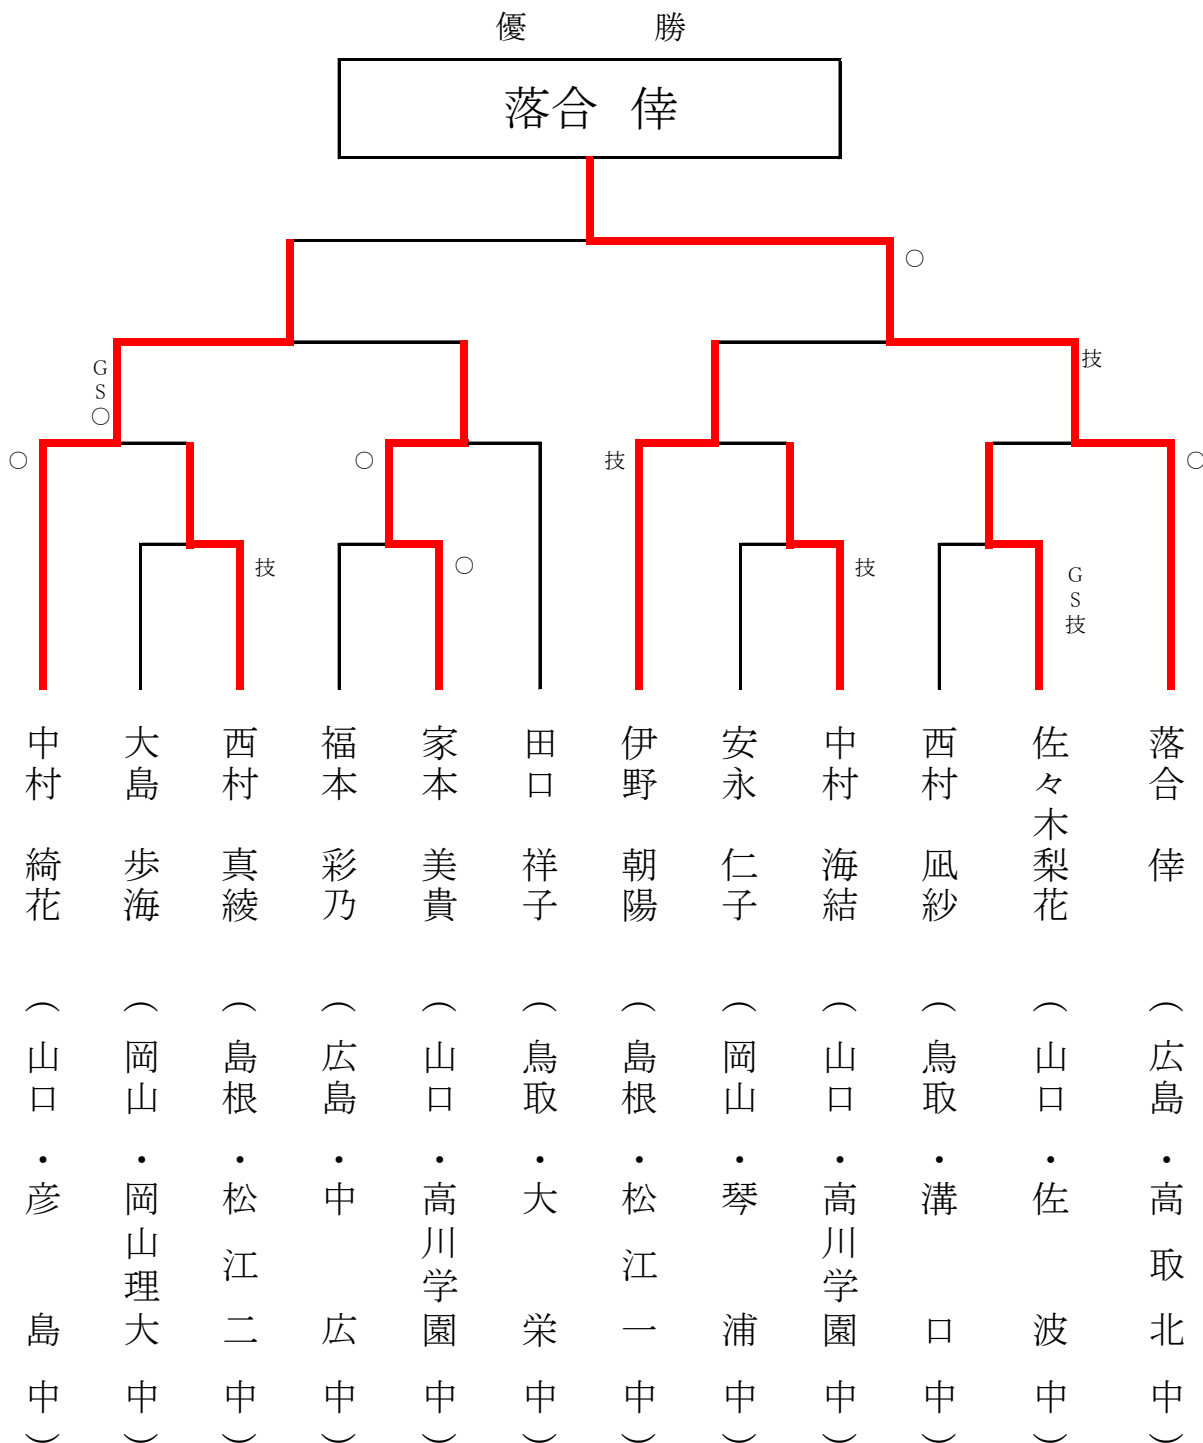 優勝
落合 倖
○
技
GS○
○
○
技
○
技
○
技
GS技
中村 綺花 （山口・彦島中）
大島 歩海 （岡山・岡山理大中）
西村 真綾 （島根・松江二中）
福本 彩乃 （広島・中広中）
家本 美貴 （山口・高川学園中）
田口 祥子 （鳥取・大栄中）
伊野 朝陽 （島根・松江一中）
安永 仁子 （岡山・琴浦中）
中村 海結 （山口・高川学園中）
西村 凪紗 （鳥取・溝口中）
佐々木梨花 （山口・佐波中）
落合 倖 （広島・高取北中）